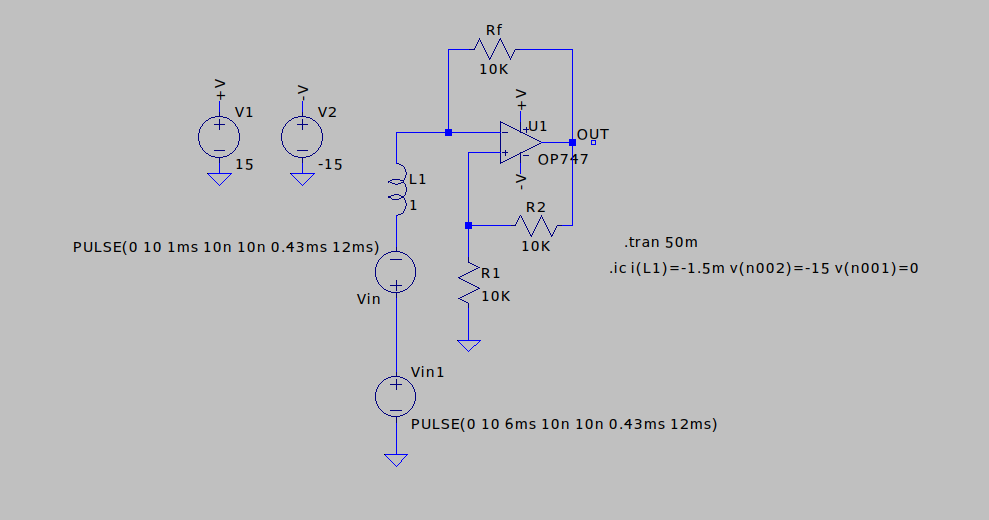 Rf
10K
+V
-V
V1
15
V2
-15
+V
U1
OP747
-V
OUT
L1
1
R2
10K
PULSE(0 10 1ms 10n 10n 0.43ms 12ms)
Vin
R1
10K
.tran 50m
.ic i(L1)=-1.5m v(n002)=-15 v(n001)=0
Vin1
PULSE(0 10 6ms 10n 10n 0.43ms 12ms)